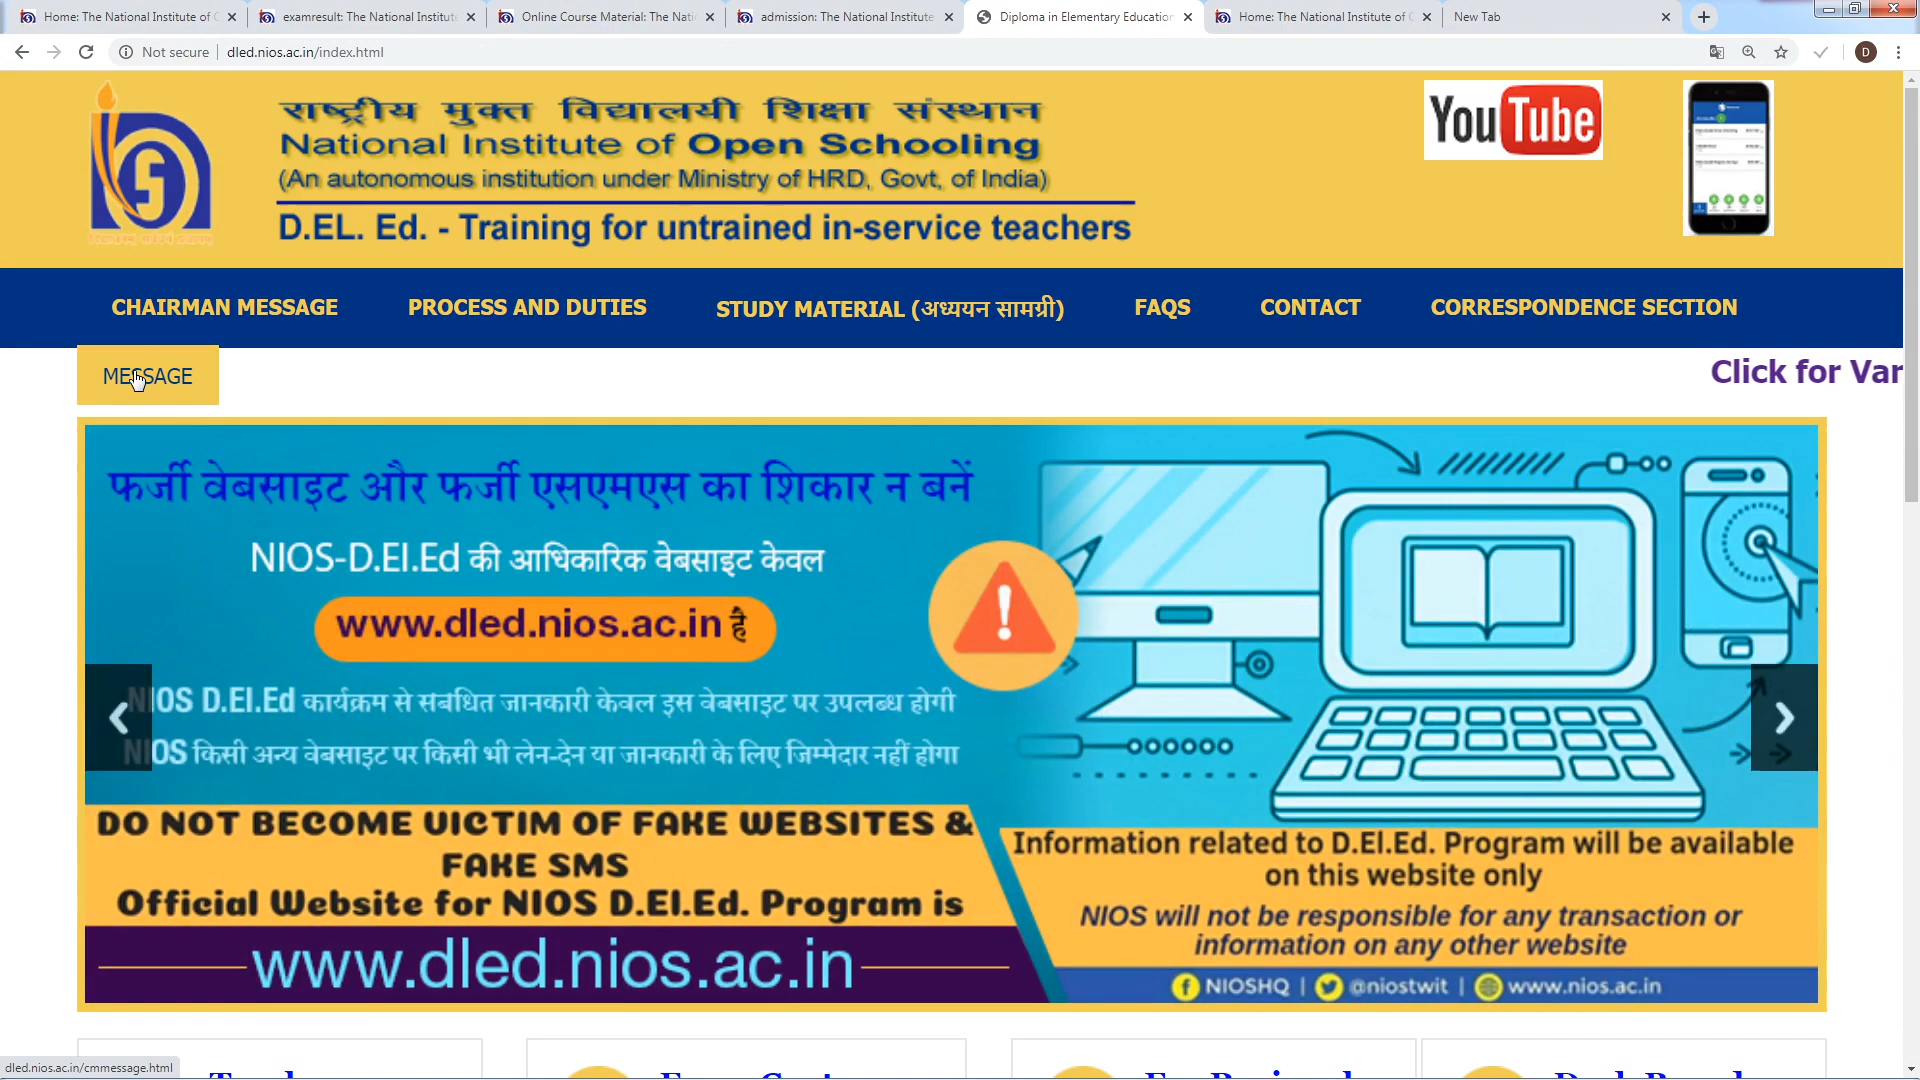 Home: The National Institute of O
examresult: The National Institute
Online Course Material: The Nati
admission: The National Institute
Diploma in Elementary Education
Home: The National Institute of O
New Tab
Not secure
dled.nios.ac.in/index.html
D
राष्ट्रीय मुक्त विद्यालयी शिक्षा संस्थान
National Institute of Open Schooling
(An autonomous institution under Ministry of HRD, Govt, of India)
D.EL. Ed. - Training for untrained in-service teachers
YouTube
CHAIRMAN MESSAGE
PROCESS AND DUTIES
STUDY MATERIAL (अध्ययन सामग्री)
FAQS
CONTACT
CORRESPONDENCE SECTION
MESSAGE
Click for Var
फर्जी वेबसाइट और फर्जी एसएमएस का शिकार न बनें
NIOS-D.El.Ed की आधिकारिक वेबसाइट केवल
www.dled.nios.ac.in है
NIOS D.El.Ed कार्यक्रम से संबंधित जानकारी केवल इस वेबसाइट पर उपलब्ध होगी
NIOS किसी अन्य वेबसाइट पर किसी भी लेन-देन या जानकारी के लिए जिम्मेदार नहीं होगा
DO NOT BECOME VICTIM OF FAKE WEBSITES &
FAKE SMS
Official Website for NIOS D.El.Ed. Program is
www.dled.nios.ac.in
Information related to D.El.Ed. Program will be available
on this website only
NIOS will not be responsible for any transaction or
information on any other website
NIOSHQ | @niostwit | www.nios.ac.in
dled.nios.ac.in/cmmessage.html